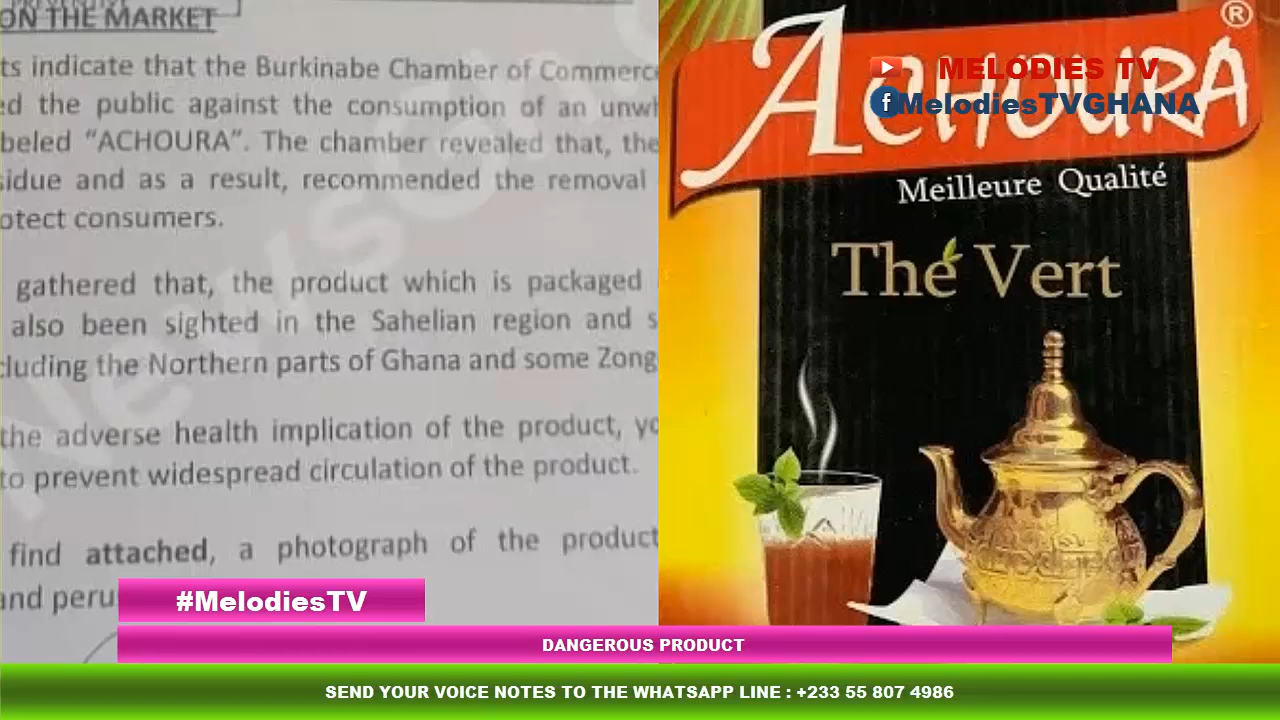 ON THE MARKET
ts indicate that the Burkinabe Chamber of Commerce
ed the public against the consumption of an unwh
beled “ACHOURA”. The chamber revealed that, the
sidue and as a result, recommended the removal
otect consumers.
gathered that, the product which is packaged
also been sighted in the Sahelian region and s
cluding the Northern parts of Ghana and some Zong
the adverse health implication of the product, yo
to prevent widespread circulation of the product.
find attached, a photograph of the product
and peru
NewsGh.
ACHOURA ®
Meilleure Qualité
Thé Vert
MELODIES TV
f MelodiesTVGHANA
#MelodiesTV
DANGEROUS PRODUCT
SEND YOUR VOICE NOTES TO THE WHATSAPP LINE : +233 55 807 4986